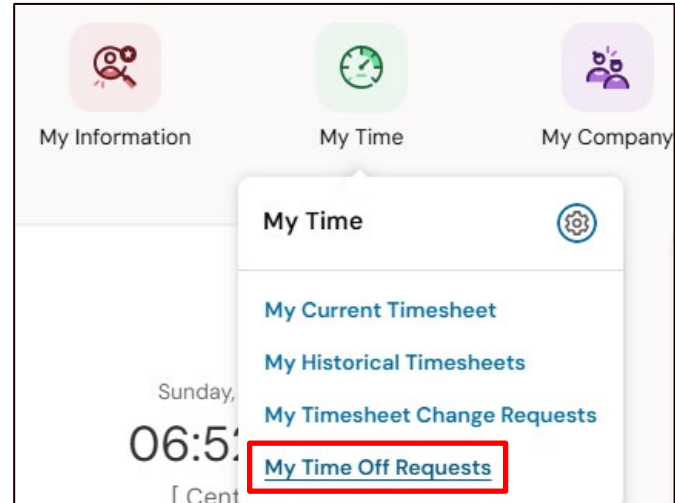 My Information
My Time
My Company
My Time
My Current Timesheet
My Historical Timesheets
Sunday,
My Timesheet Change Requests
06:52
My Time Off Requests
[ Cent